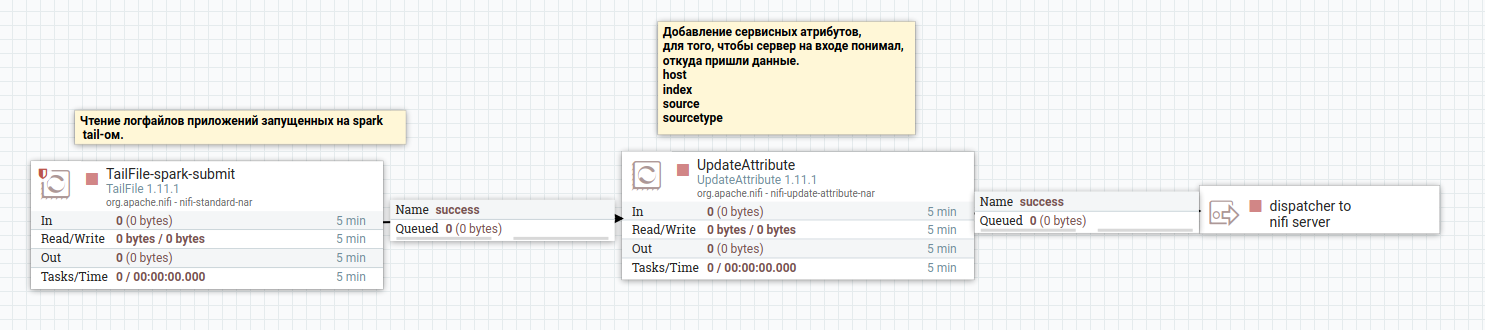 Добавление сервисных атрибутов,
для того, чтобы сервер на входе понимал,
откуда пришли данные.
host
index
source
sourcetype
Чтение логфайлов приложений запущенных на spark
tail-ом.
TailFile-spark-submit
TailFile 1.11.1
org.apache.nifi - nifi-standard-nar
In 0 (0 bytes) 5 min
Read/Write 0 bytes / 0 bytes 5 min
Out 0 (0 bytes) 5 min
Tasks/Time 0 / 00:00:00.000 5 min
Name success
Queued 0 (0 bytes)
UpdateAttribute
UpdateAttribute 1.11.1
org.apache.nifi - nifi-update-attribute-nar
In 0 (0 bytes) 5 min
Read/Write 0 bytes / 0 bytes 5 min
Out 0 (0 bytes) 5 min
Tasks/Time 0 / 00:00:00.000 5 min
Name success
Queued 0 (0 bytes)
dispatcher to
nifi server